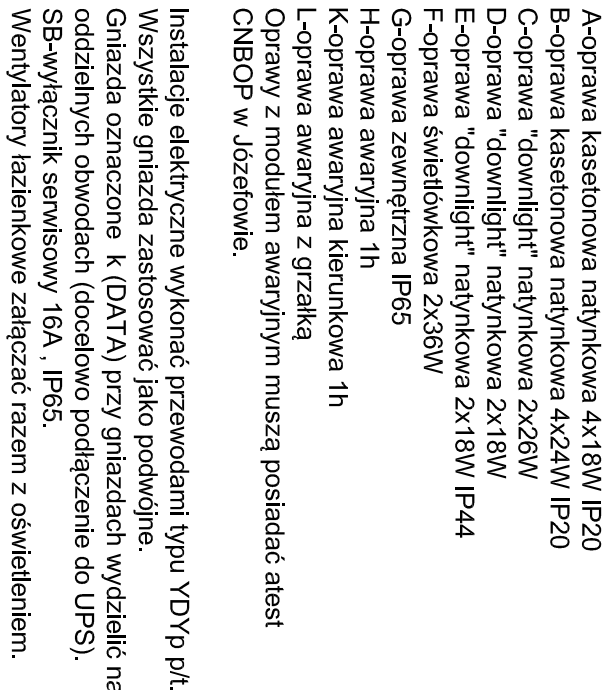 A-oprawa kasetonowa natynkowa 4x18W IP20
B-oprawa kasetonowa natynkowa 4x24W IP20
C-oprawa "downlight" natynkowa 2x26W
D-oprawa "downlight" natynkowa 2x18W
E-oprawa "downlight" natynkowa 2x18W IP44
F-oprawa świetlówkowa 2x36W
G-oprawa zewnętrzna IP65
H-oprawa awaryjna 1h
K-oprawa awaryjna kierunkowa 1h
L-oprawa awaryjna z grzałką
Oprawy z modułem awaryjnym muszą posiadać atest
CNBOP w Józefowie.
Instalacje elektryczne wykonać przewodami typu YDYp p/t.
Wszystkie gniazda zastosować jako podwójne.
Gniazda oznaczone k (DATA) przy gniazdach wydzielić na
oddzielnych obwodach (docelowo podłączenie do UPS).
SB-wyłącznik serwisowy 16A , IP65.
Wentylatory łazienkowe załączać razem z oświetleniem.